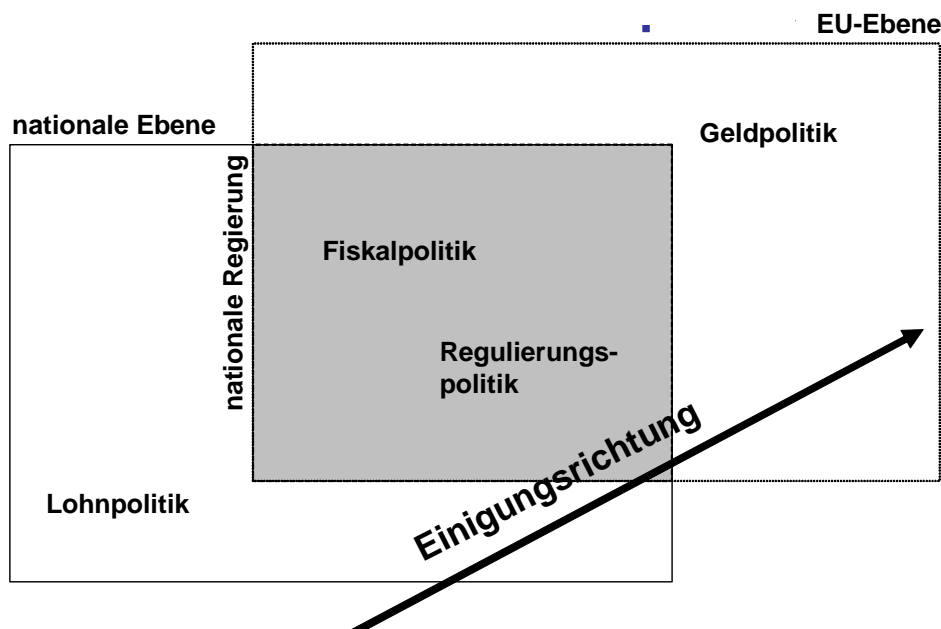 EU-Ebene
nationale Ebene
Geldpolitik
nationale Regierung
Fiskalpolitik
Regulierungs-
politik
Einigungsrichtung
Lohnpolitik